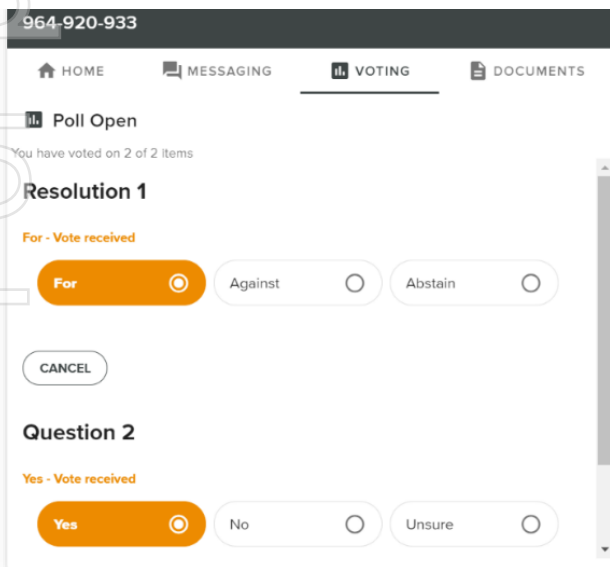 964-920-933
HOME MESSAGING VOTING DOCUMENTS
Poll Open
You have voted on 2 of 2 items
Resolution 1
For - Vote received
For Against Abstain
CANCEL
Question 2
Yes - Vote received
Yes No Unsure